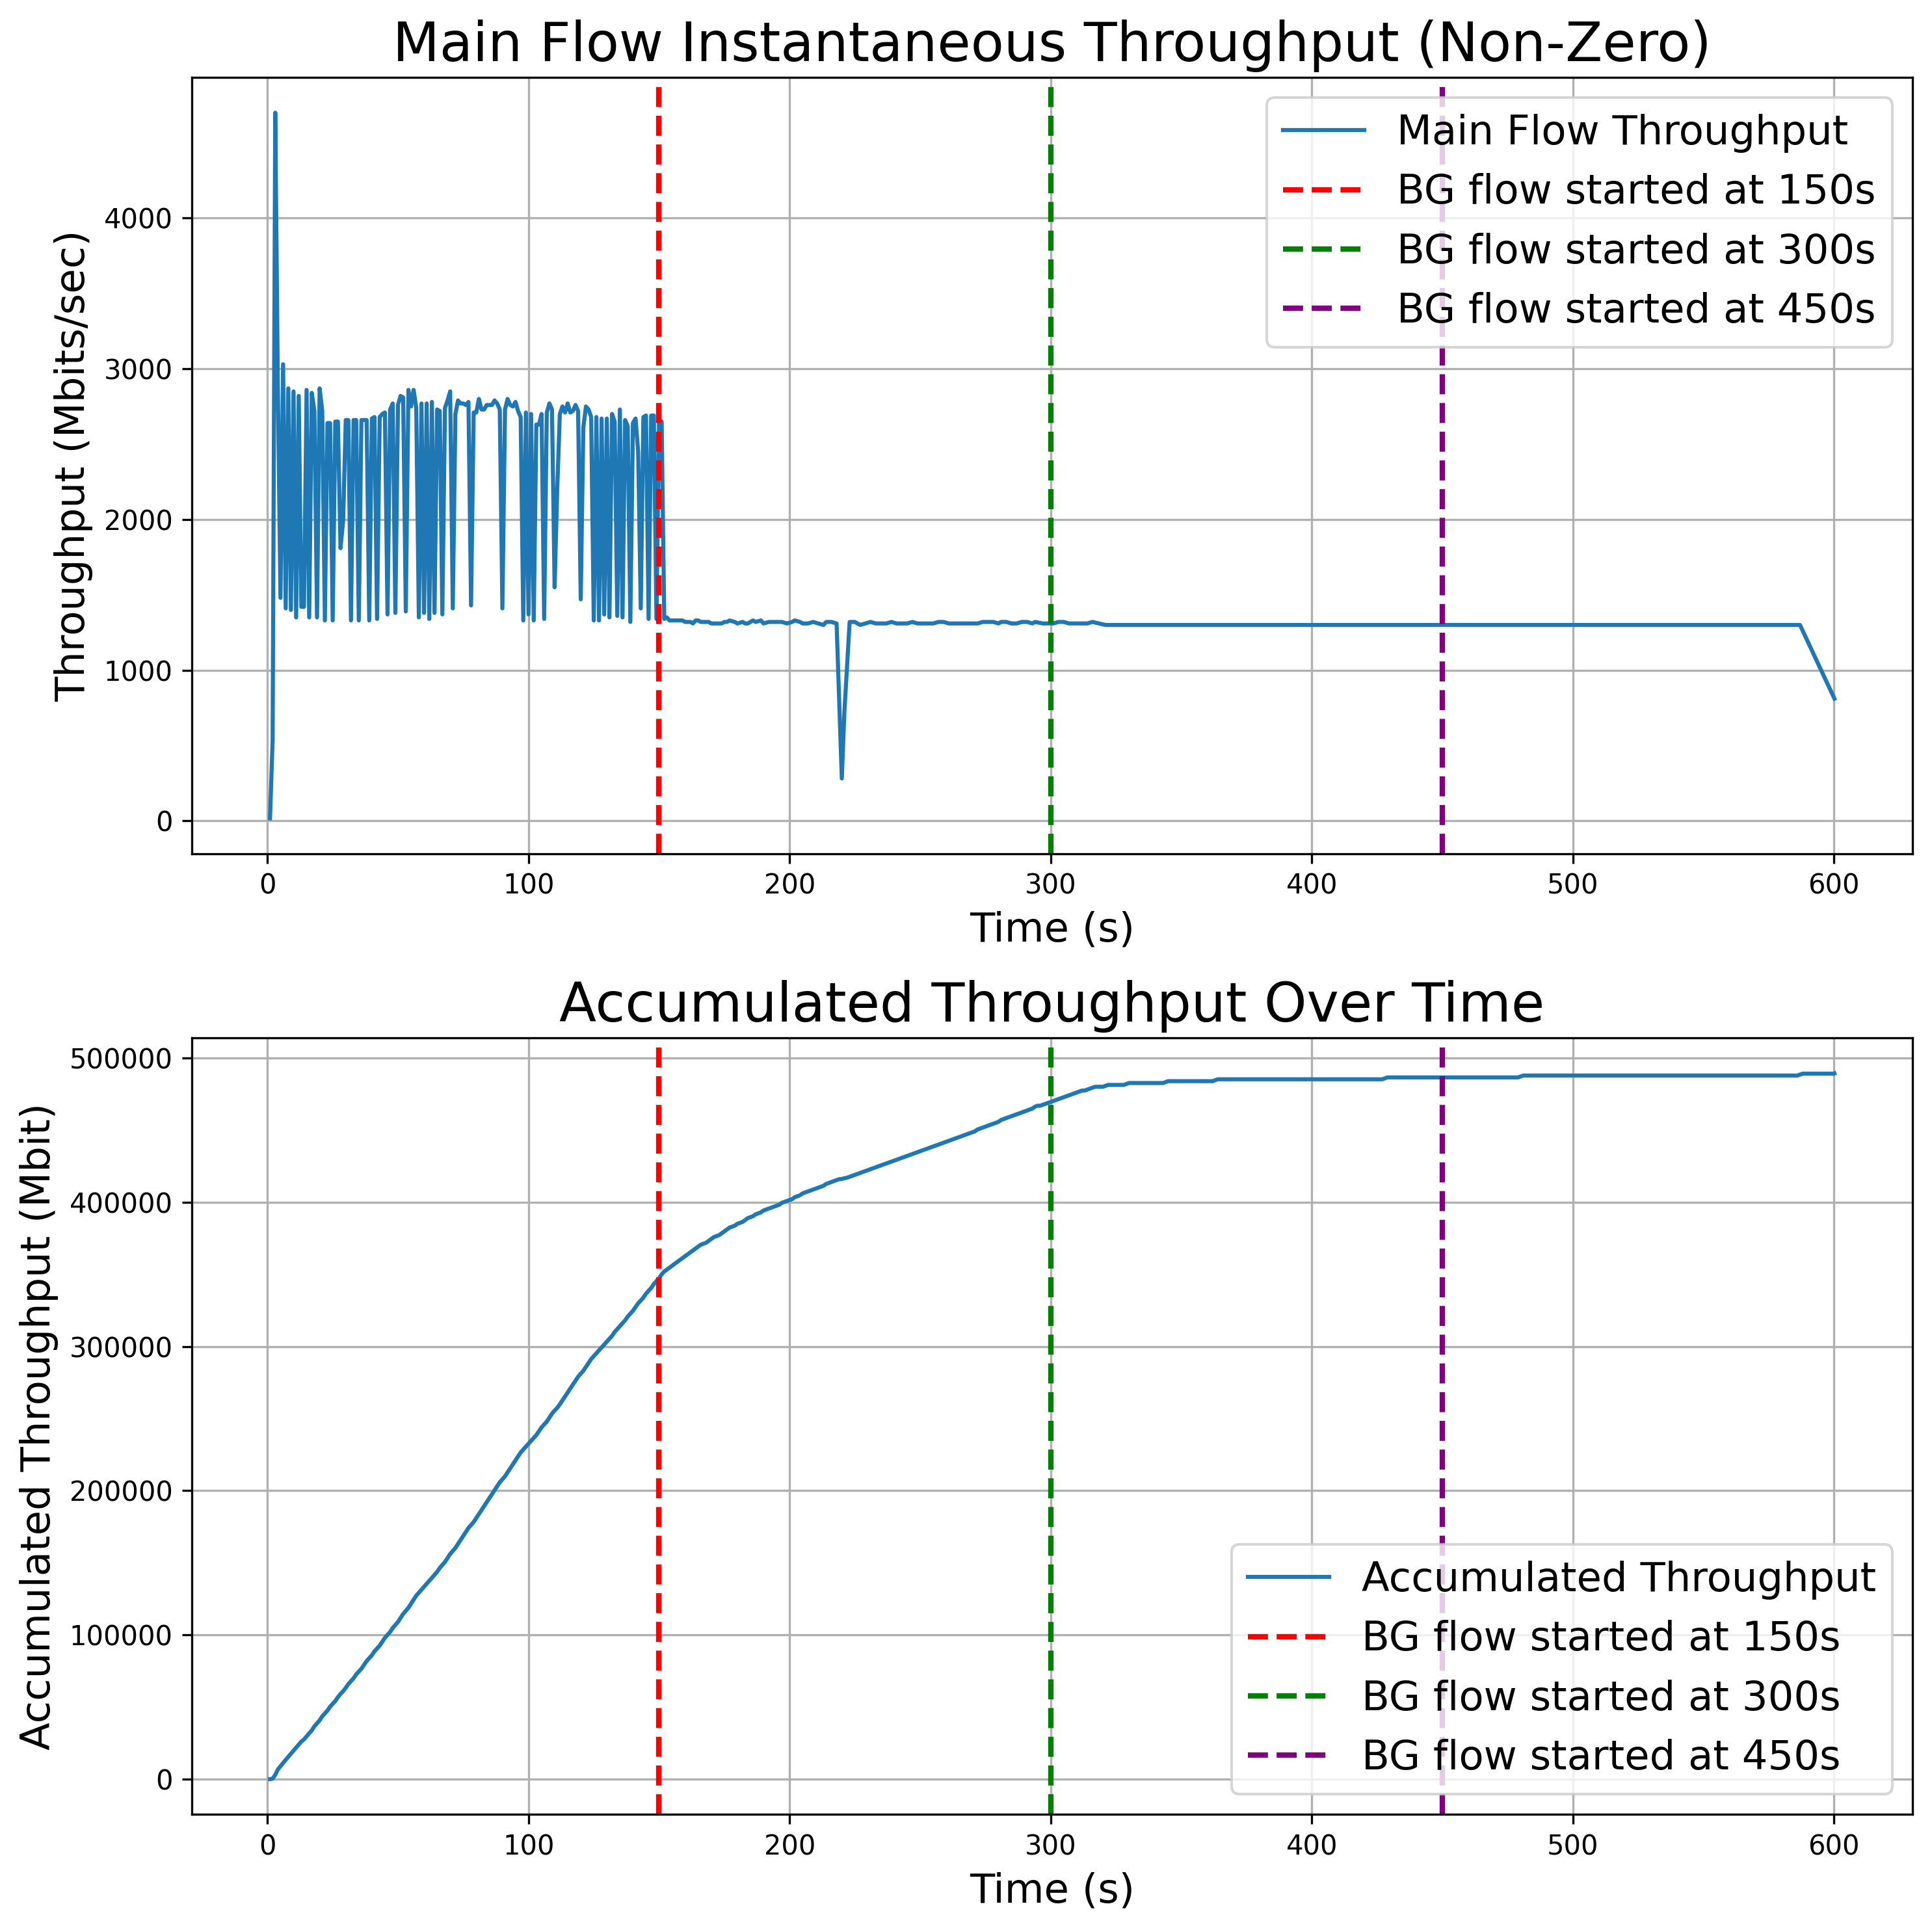 Main Flow Instantaneous Throughput (Non-Zero)
Main Flow Throughput
BG flow started at 150s
BG flow started at 300s
BG flow started at 450s
Throughput (Mbits/sec)
4000
3000
2000
1000
0
0 100 200 300 400 500 600
Time (s)
Accumulated Throughput Over Time
Accumulated Throughput (Mbit)
500000
400000
300000
200000
100000
0
Accumulated Throughput
BG flow started at 150s
BG flow started at 300s
BG flow started at 450s
0 100 200 300 400 500 600
Time (s)